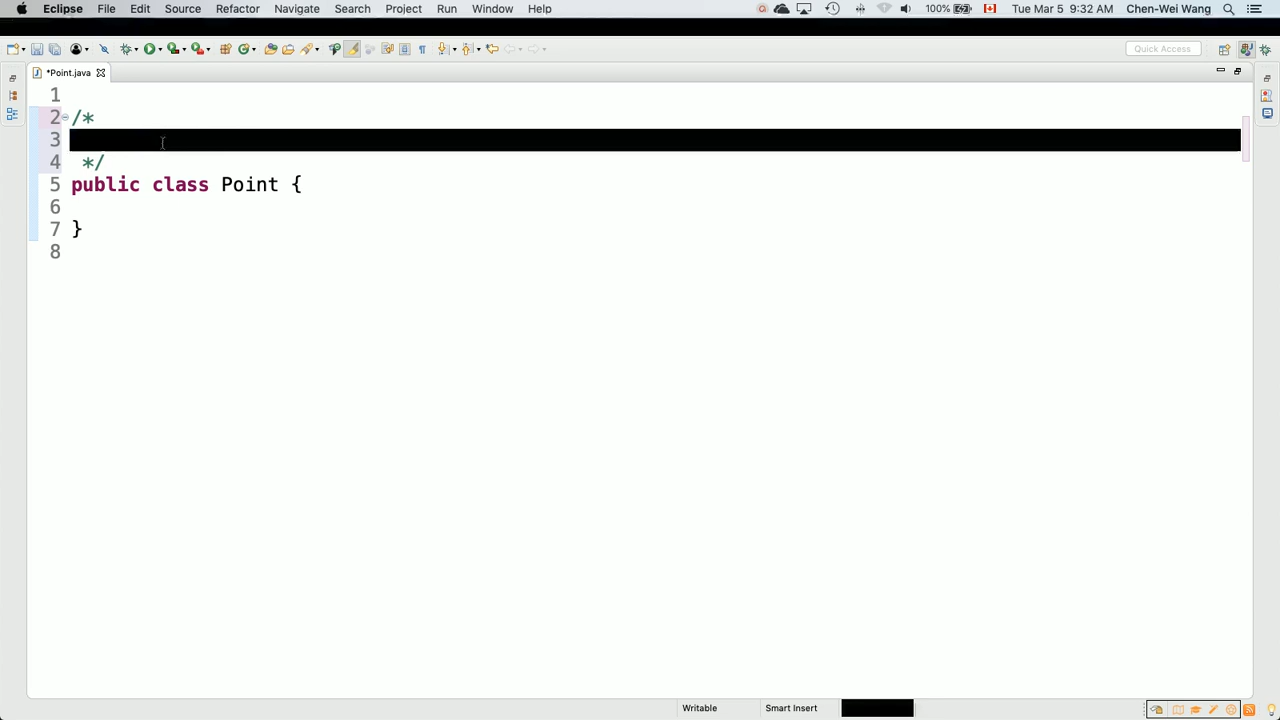 Eclipse File Edit Source Refactor Navigate Search Project Run Window Help 100% Tue Mar 5 9:32 AM Chen-Wei Wang
Quick Access
*Point.java
1
2 /*
3
4 */
5 public class Point {
6
7 }
8
Writable Smart Insert